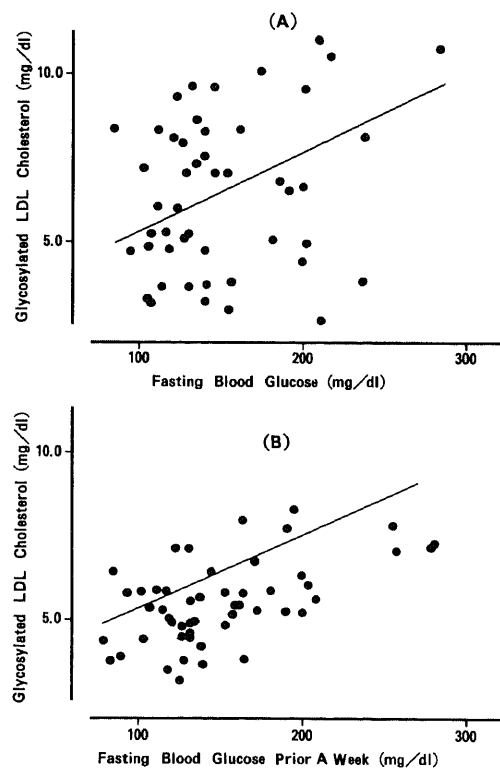 (A)
Glycosylated LDL Cholesterol (mg/dl)
10.0
5.0
100
200
300
Fasting Blood Glucose (mg/dl)
(B)
Glycosylated LDL Cholesterol (mg/dl)
10.0
5.0
100
200
300
Fasting Blood Glucose Prior A Week (mg/dl)